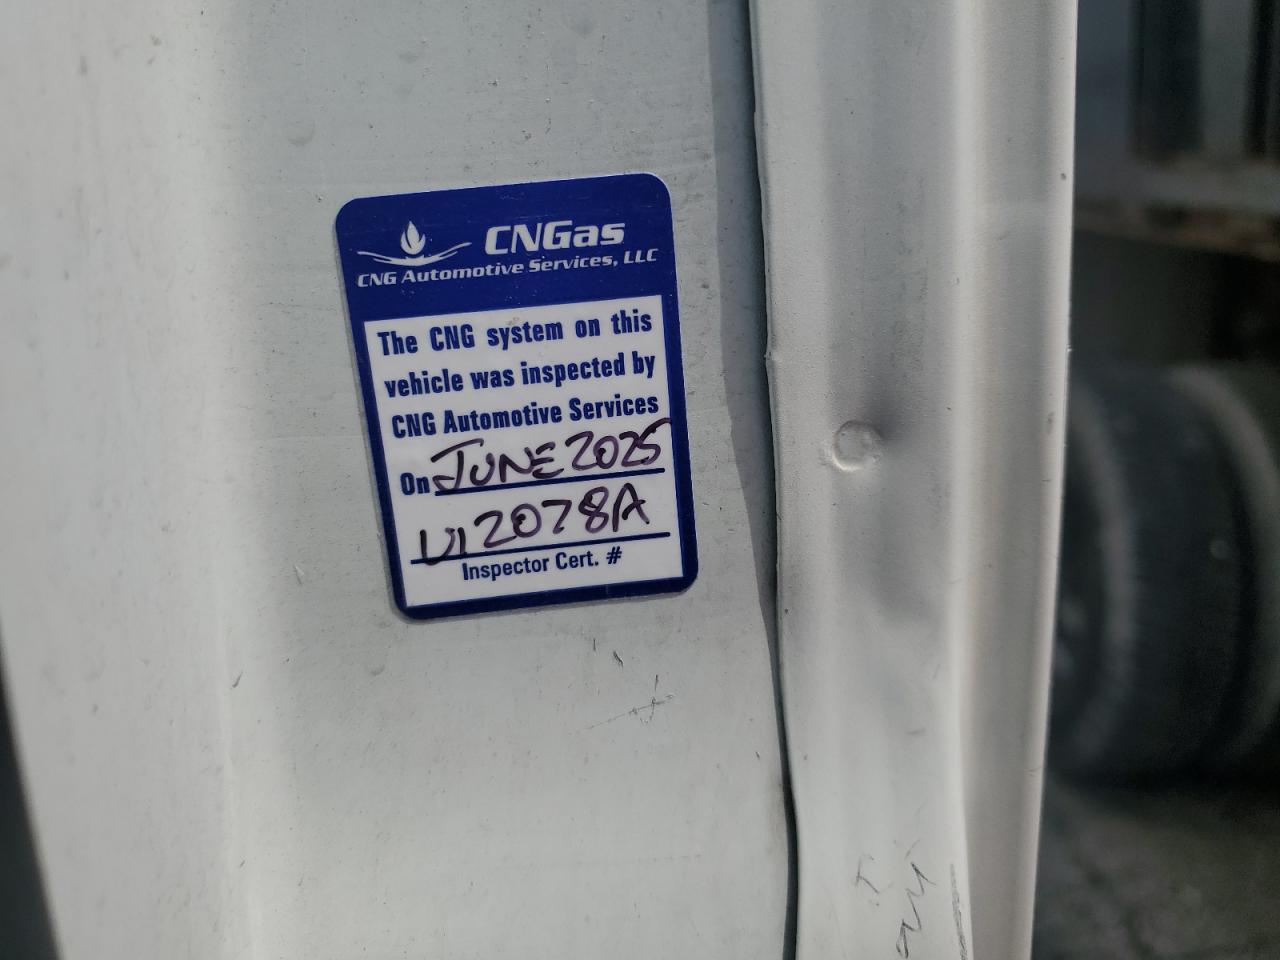 CNGas
CNG Automotive Services, LLC
The CNG system on this
vehicle was inspected by
CNG Automotive Services
On JUNE 2025
U12078A
Inspector Cert. #